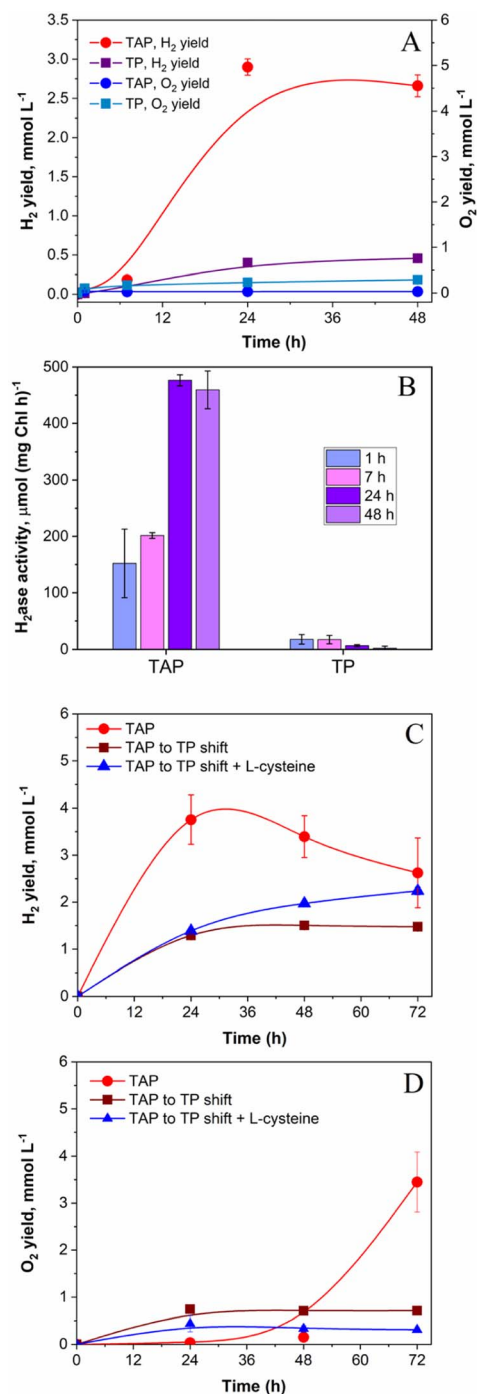 A
TAP, H2 yield
TP, H2 yield
TAP, O2 yield
TP, O2 yield
H2 yield, mmol L-1
3.5
3.0
2.5
2.0
1.5
1.0
0.5
0.0
O2 yield, mmol L-1
6
5
4
3
2
1
0
0 12 24 36 48
Time (h)
B
H2ase activity, μmol (mg Chl h)-1
500
400
300
200
100
0
1 h
7 h
24 h
48 h
TAP TP
C
TAP
TAP to TP shift
TAP to TP shift + L-cysteine
H2 yield, mmol L-1
6
5
4
3
2
1
0
0 12 24 36 48 60 72
Time (h)
D
TAP
TAP to TP shift
TAP to TP shift + L-cysteine
O2 yield, mmol L-1
6
5
4
3
2
1
0
0 12 24 36 48 60 72
Time (h)